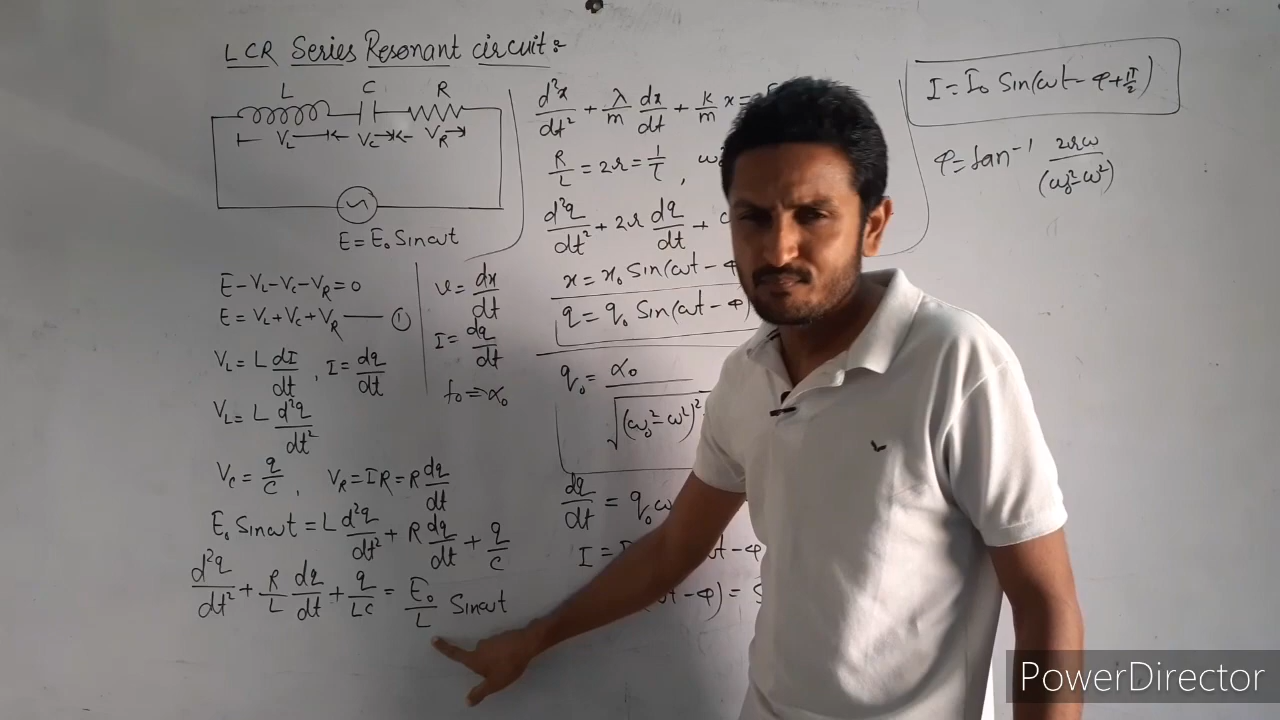 LCR Series Resonant circuit:-
L C R
V_L V_C V_R
E = E₀ Sinωt
E-V_L-V_C-V_R=0
E = V_L+V_C+V_R — ①
V_L = L dI/dt , I = dq/dt
V_L = L d²q/dt²
V_C = q/C , V_R = IR = R dq/dt
E₀ Sinωt = L d²q/dt² + R dq/dt + q/C
d²q/dt² + R/L dq/dt + q/LC = E₀/L Sinωt
v = dx/dt
I = dq/dt
f₀ ⇒ α₀
d²x/dt² + λ/m dx/dt + k/m x =
R/L = 2r = 1/τ ,
d²q/dt² + 2r dq/dt +
x = x₀ Sin(ωt - φ
q = q₀ Sin(ωt - φ)
q₀ = α₀ / √(ω₀²-ω²)²
dq/dt = q₀ω
I =
ωt-φ
ωt-φ) =
I = I₀ Sin(ωt-φ+π/2)
φ = tan⁻¹ 2rω/(ω₀²-ω²)
PowerDirector